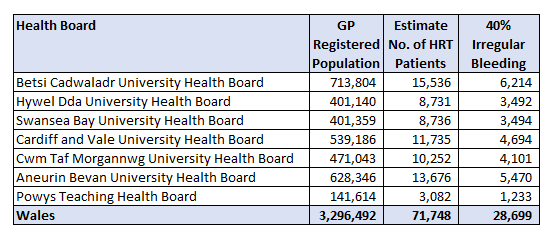 Health Board GP Registered Population Estimate No. of HRT Patients 40% Irregular Bleeding
Betsi Cadwaladr University Health Board 713,804 15,536 6,214
Hywel Dda University Health Board 401,140 8,731 3,492
Swansea Bay University Health Board 401,359 8,736 3,494
Cardiff and Vale University Health Board 539,186 11,735 4,694
Cwm Taf Morgannwg University Health Board 471,043 10,252 4,101
Aneurin Bevan University Health Board 628,346 13,676 5,470
Powys Teaching Health Board 141,614 3,082 1,233
Wales 3,296,492 71,748 28,699